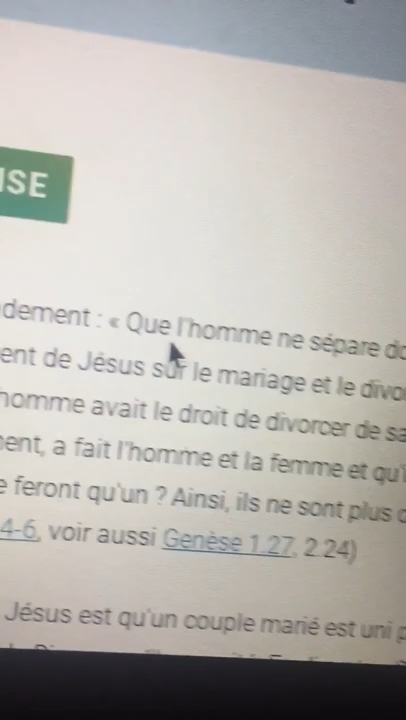 ISE
dement : « Que l'homme ne sépare
ent de Jésus sur le mariage et le
homme avait le droit de divorcer de
ent, a fait l'homme et la femme et
e feront qu'un ? Ainsi, ils ne sont plus
4-6, voir aussi Genèse 1.27, 2.24)
Jésus est qu'un couple marié est uni